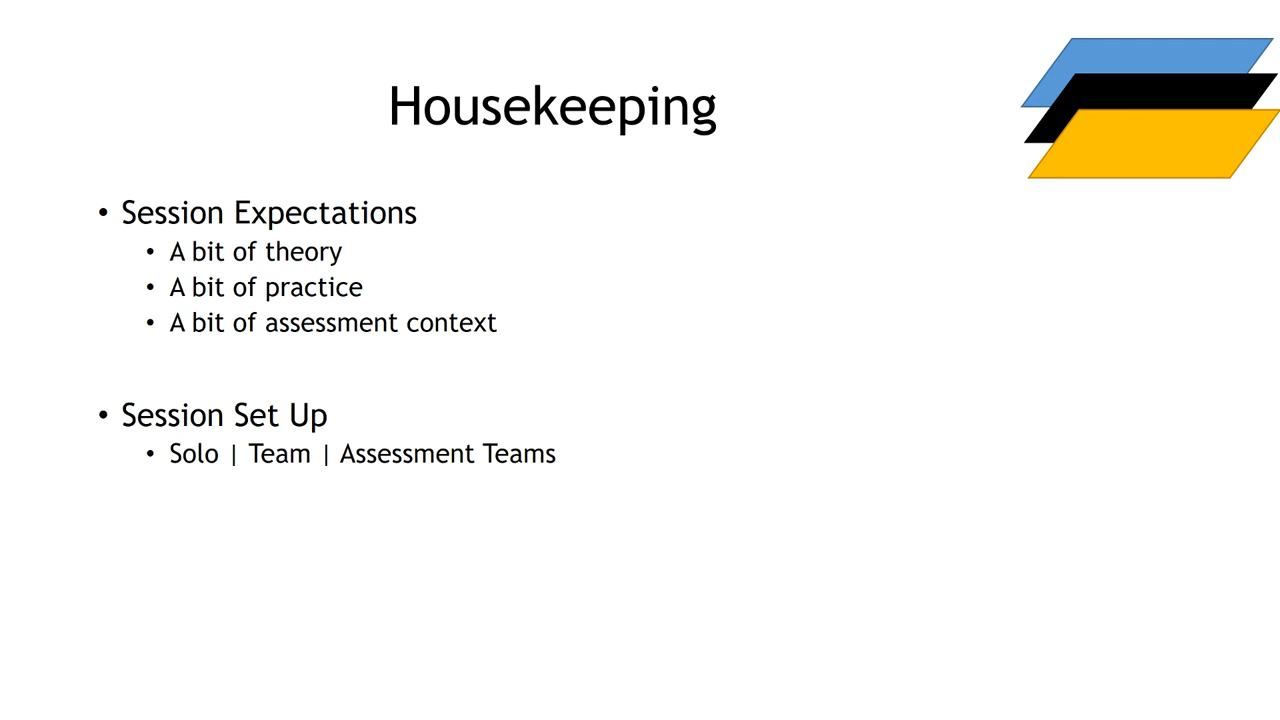 Housekeeping
• Session Expectations
• A bit of theory
• A bit of practice
• A bit of assessment context
• Session Set Up
• Solo | Team | Assessment Teams